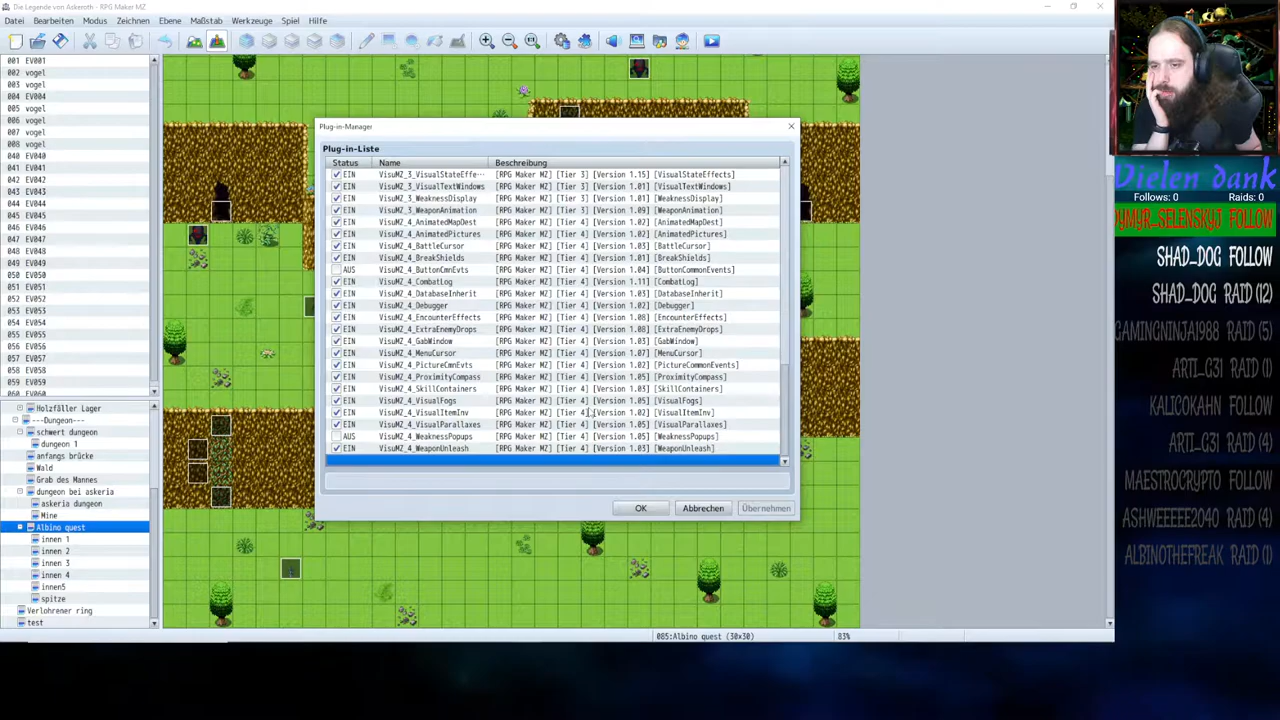 Die Legende von Askeroth - RPG Maker MZ
Datei Bearbeiten Modus Zeichnen Ebene Maßstab Werkzeuge Spiel Hilfe
001 EV001
002 vogel
003 vogel
004 EV004
005 vogel
006 vogel
007 vogel
008 vogel
040 EV040
041 EV041
042 EV042
043 EV043
044 EV044
045 EV045
046 EV046
047 EV047
048 EV048
049 EV049
050 EV050
051 EV051
052 EV052
053 EV053
054 EV054
055 EV055
056 EV056
057 EV057
058 EV058
059 EV059
Holzfäller Lager
---Dungeon---
schwert dungeon
dungeon 1
anfangs brücke
Wald
Grab des Mannes
dungeon bei askeria
askeria dungeon
Mine
Albino quest
innen 1
innen 2
innen 3
innen 4
innen5
spitze
Verlohrener ring
test
Plug-in-Manager
Plug-in-Liste
Status Name Beschreibung
EIN VisuMZ_3_VisualStateEffe··· [RPG Maker MZ] [Tier 3] [Version 1.15] [VisualStateEffects]
EIN VisuMZ_3_VisualTextWindows [RPG Maker MZ] [Tier 3] [Version 1.01] [VisualTextWindows]
EIN VisuMZ_3_WeaknessDisplay [RPG Maker MZ] [Tier 3] [Version 1.01] [WeaknessDisplay]
EIN VisuMZ_3_WeaponAnimation [RPG Maker MZ] [Tier 3] [Version 1.09] [WeaponAnimation]
EIN VisuMZ_4_AnimatedMapDest [RPG Maker MZ] [Tier 4] [Version 1.02] [AnimatedMapDest]
EIN VisuMZ_4_AnimatedPictures [RPG Maker MZ] [Tier 4] [Version 1.02] [AnimatedPictures]
EIN VisuMZ_4_BattleCursor [RPG Maker MZ] [Tier 4] [Version 1.03] [BattleCursor]
EIN VisuMZ_4_BreakShields [RPG Maker MZ] [Tier 4] [Version 1.01] [BreakShields]
AUS VisuMZ_4_ButtonCmnEvts [RPG Maker MZ] [Tier 4] [Version 1.04] [ButtonCommonEvents]
EIN VisuMZ_4_CombatLog [RPG Maker MZ] [Tier 4] [Version 1.11] [CombatLog]
EIN VisuMZ_4_DatabaseInherit [RPG Maker MZ] [Tier 4] [Version 1.03] [DatabaseInherit]
EIN VisuMZ_4_Debugger [RPG Maker MZ] [Tier 4] [Version 1.02] [Debugger]
EIN VisuMZ_4_EncounterEffects [RPG Maker MZ] [Tier 4] [Version 1.08] [EncounterEffects]
EIN VisuMZ_4_ExtraEnemyDrops [RPG Maker MZ] [Tier 4] [Version 1.08] [ExtraEnemyDrops]
EIN VisuMZ_4_GabWindow [RPG Maker MZ] [Tier 4] [Version 1.03] [GabWindow]
EIN VisuMZ_4_MenuCursor [RPG Maker MZ] [Tier 4] [Version 1.07] [MenuCursor]
EIN VisuMZ_4_PictureCmnEvts [RPG Maker MZ] [Tier 4] [Version 1.02] [PictureCommonEvents]
EIN VisuMZ_4_ProximityCompass [RPG Maker MZ] [Tier 4] [Version 1.05] [ProximityCompass]
EIN VisuMZ_4_SkillContainers [RPG Maker MZ] [Tier 4] [Version 1.03] [SkillContainers]
EIN VisuMZ_4_VisualFogs [RPG Maker MZ] [Tier 4] [Version 1.05] [VisualFogs]
EIN VisuMZ_4_VisualItemInv [RPG Maker MZ] [Tier 4] [Version 1.02] [VisualItemInv]
EIN VisuMZ_4_VisualParallaxes [RPG Maker MZ] [Tier 4] [Version 1.05] [VisualParallaxes]
AUS VisuMZ_4_WeaknessPopups [RPG Maker MZ] [Tier 4] [Version 1.05] [WeaknessPopups]
EIN VisuMZ_4_WeaponUnleash [RPG Maker MZ] [Tier 4] [Version 1.03] [WeaponUnleash]
OK Abbrechen Übernehmen
085:Albino quest (30x30) 83%
Dielen dank
Follows: 0 Raids: 0
DYMYR_SELENSKYJ FOLLOW
SHAD_DOG FOLLOW
SHAD_DOG RAID (12)
GAMINGNINJA1988 RAID (5)
ARTI_G31 RAID (4)
KALICOKAHN FOLLOW
ARTI_G31 RAID (4)
MAESTROCRYPTO FOLLOW
ASHWEEEEE2040 RAID (4)
ALBINOTHEFREAK RAID (1)